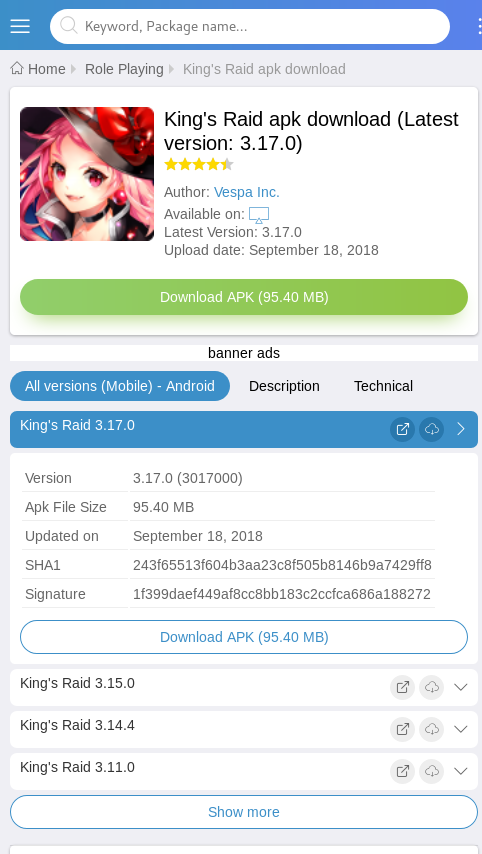 Keyword, Package name...
Home Role Playing King's Raid apk download
King's Raid apk download (Latest
version: 3.17.0)
Author: Vespa Inc.
Available on:
Latest Version: 3.17.0
Upload date: September 18, 2018
Download APK (95.40 MB)
banner ads
All versions (Mobile) - Android Description Technical
King's Raid 3.17.0
Version 3.17.0 (3017000)
Apk File Size 95.40 MB
Updated on September 18, 2018
SHA1 243f65513f604b3aa23c8f505b8146b9a7429ff8
Signature 1f399daef449af8cc8bb183c2ccfca686a188272
Download APK (95.40 MB)
King's Raid 3.15.0
King's Raid 3.14.4
King's Raid 3.11.0
Show more